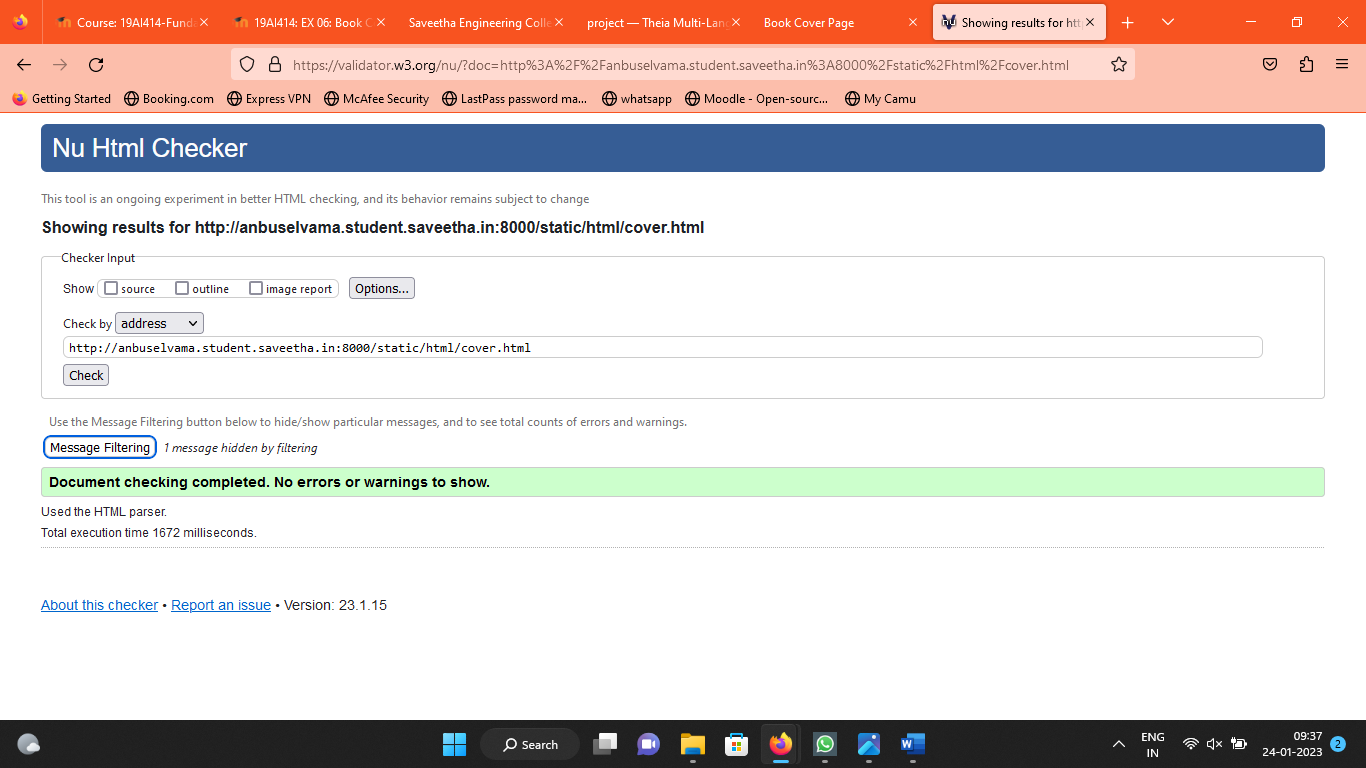 Course: 19AI414-Fund
19AI414: EX 06: Book C
Saveetha Engineering Colle
project — Theia Multi-Lan
Book Cover Page
Showing results for htt
https://validator.w3.org/nu/?doc=http%3A%2F%2Fanbuselvama.student.saveetha.in%3A8000%2Fstatic%2Fhtml%2Fcover.html
Getting Started Booking.com Express VPN McAfee Security LastPass password ma... whatsapp Moodle - Open-sourc... My Camu
Nu Html Checker
This tool is an ongoing experiment in better HTML checking, and its behavior remains subject to change
Showing results for http://anbuselvama.student.saveetha.in:8000/static/html/cover.html
Checker Input
Show source outline image report Options...
Check by address
http://anbuselvama.student.saveetha.in:8000/static/html/cover.html
Check
Use the Message Filtering button below to hide/show particular messages, and to see total counts of errors and warnings.
Message Filtering 1 message hidden by filtering
Document checking completed. No errors or warnings to show.
Used the HTML parser.
Total execution time 1672 milliseconds.
About this checker • Report an issue • Version: 23.1.15
Search
ENG
IN
09:37
24-01-2023
2